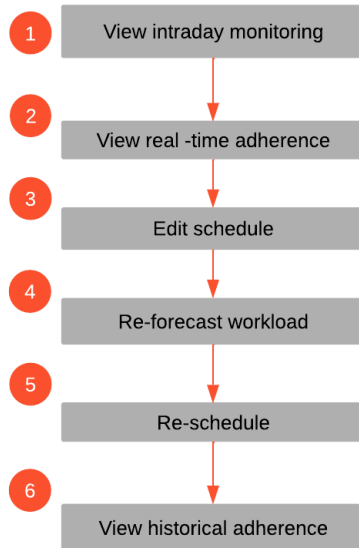 1
View intraday monitoring
2
View real -time adherence
3
Edit schedule
4
Re-forecast workload
5
Re-schedule
6
View historical adherence